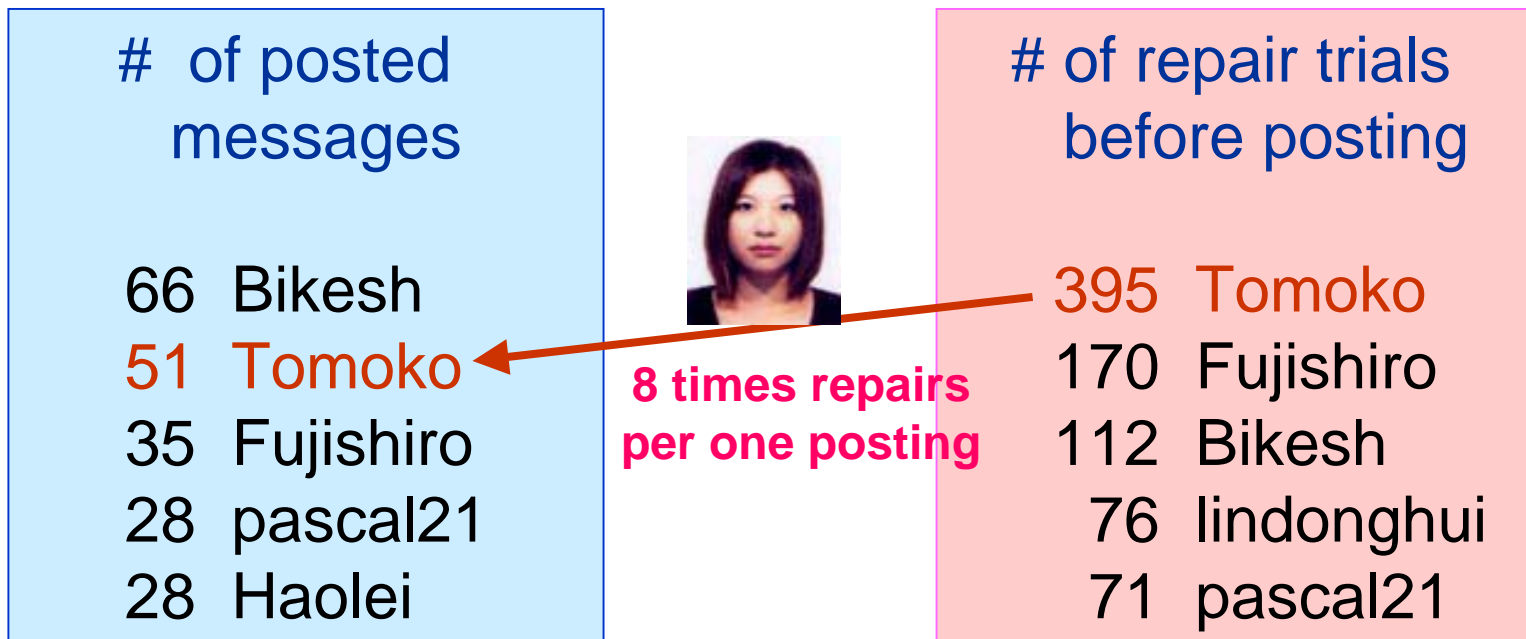 # of posted
messages
66 Bikesh
51 Tomoko
35 Fujishiro
28 pascal21
28 Haolei
8 times repairs
per one posting
# of repair trials
before posting
395 Tomoko
170 Fujishiro
112 Bikesh
76 lindonghui
71 pascal21